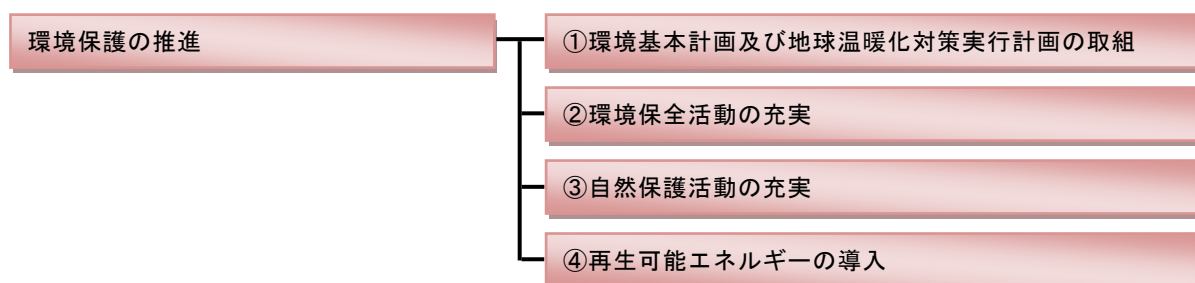 環境保護の推進
①環境基本計画及び地球温暖化対策実行計画の取組
②環境保全活動の充実
③自然保護活動の充実
④再生可能エネルギーの導入